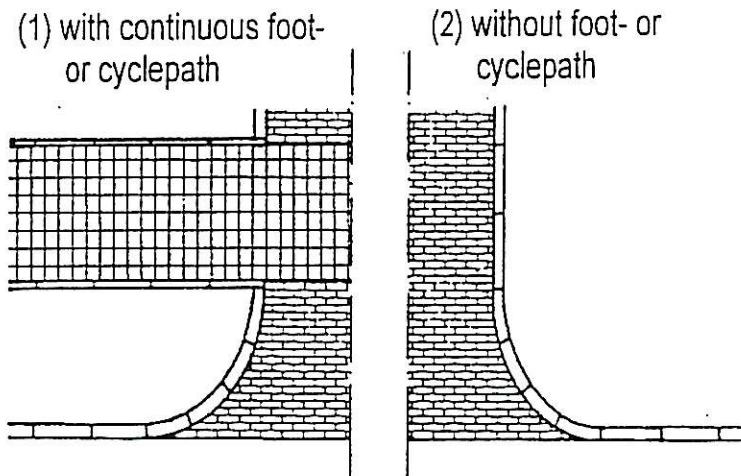 (1) with continuous foot-
or cyclepath
(2) without foot- or
cyclepath